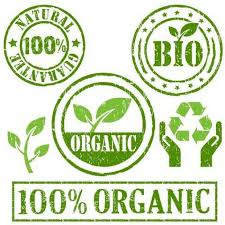 NATURAL
100%
GUARANTEE
BIO
ORGANIC
100% ORGANIC